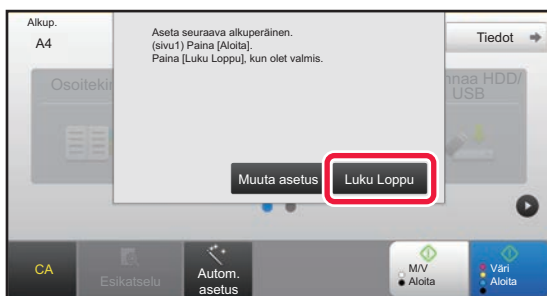 Alkup.
A4
Aseta seuraava alkuperäinen.
(sivu1) Paina [Aloita].
Paina [Luku Loppu], kun olet valmis.
Tiedot
Osoitekir
nnaa HDD/
USB
Muuta asetus
Luku Loppu
CA
Esikatselu
Autom.
asetus
M/V
Aloita
Väri
Aloita